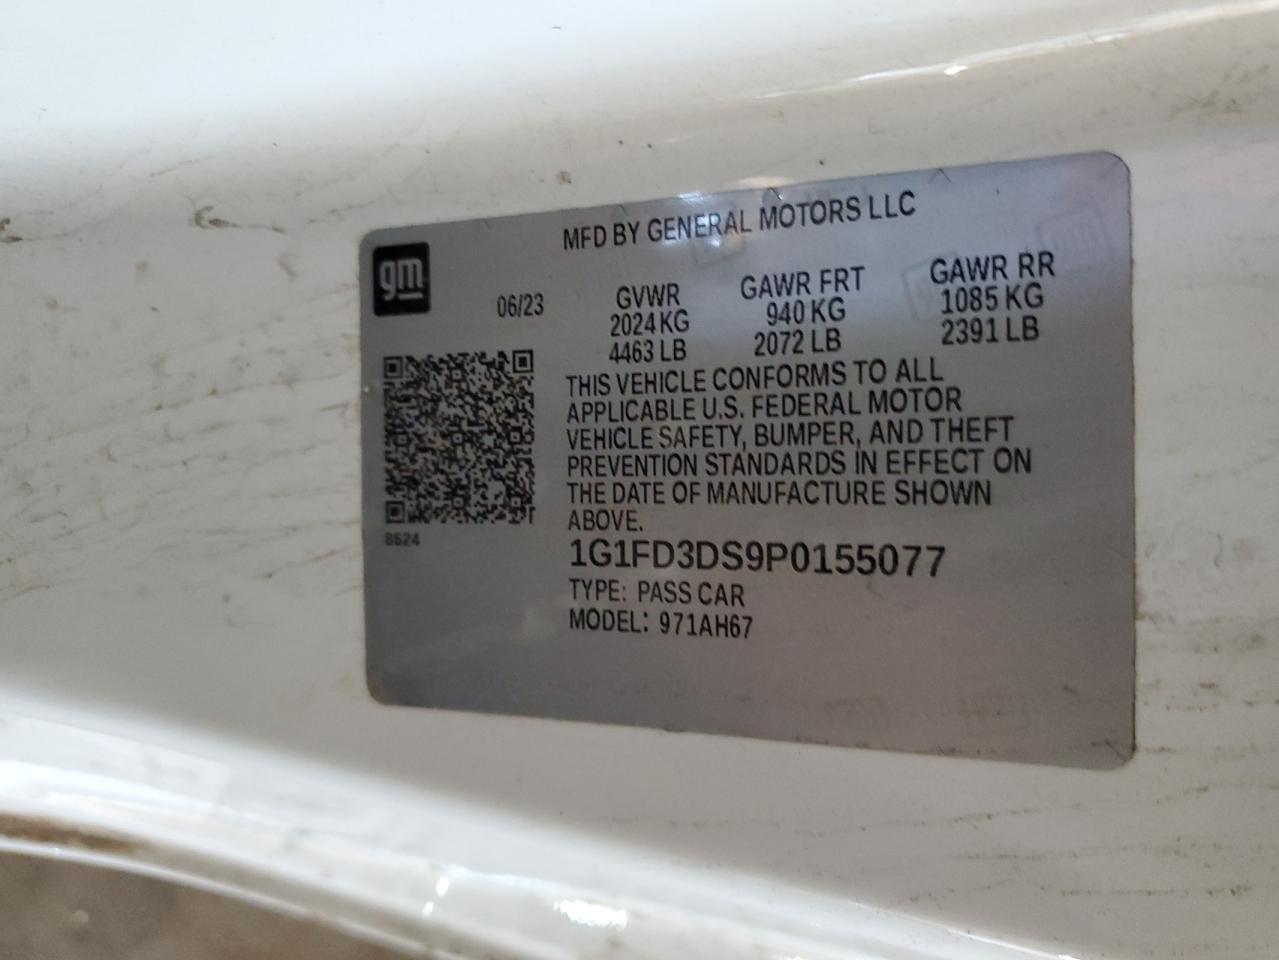 MFD BY GENERAL MOTORS LLC
gm
06/23
GVWR GAWR FRT GAWR RR
2024 KG 940 KG 1085 KG
4463 LB 2072 LB 2391 LB
THIS VEHICLE CONFORMS TO ALL
APPLICABLE U.S. FEDERAL MOTOR
VEHICLE SAFETY, BUMPER, AND THEFT
PREVENTION STANDARDS IN EFFECT ON
THE DATE OF MANUFACTURE SHOWN
ABOVE.
8624
1G1FD3DS9P0155077
TYPE: PASS CAR
MODEL: 971AH67